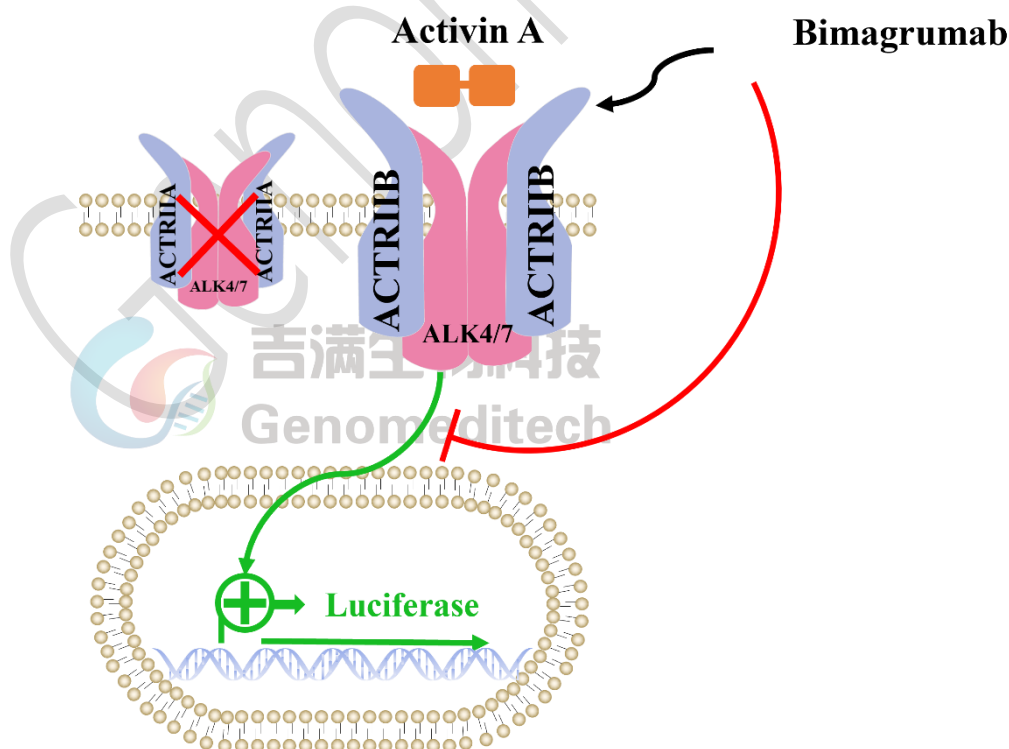 Activin A
Bimagrumab
ACTRIIA
ACTRIIA
ALK4/7
ACTRIIB
ACTRIIB
ALK4/7
吉满生物科技
Genomeditech
Luciferase